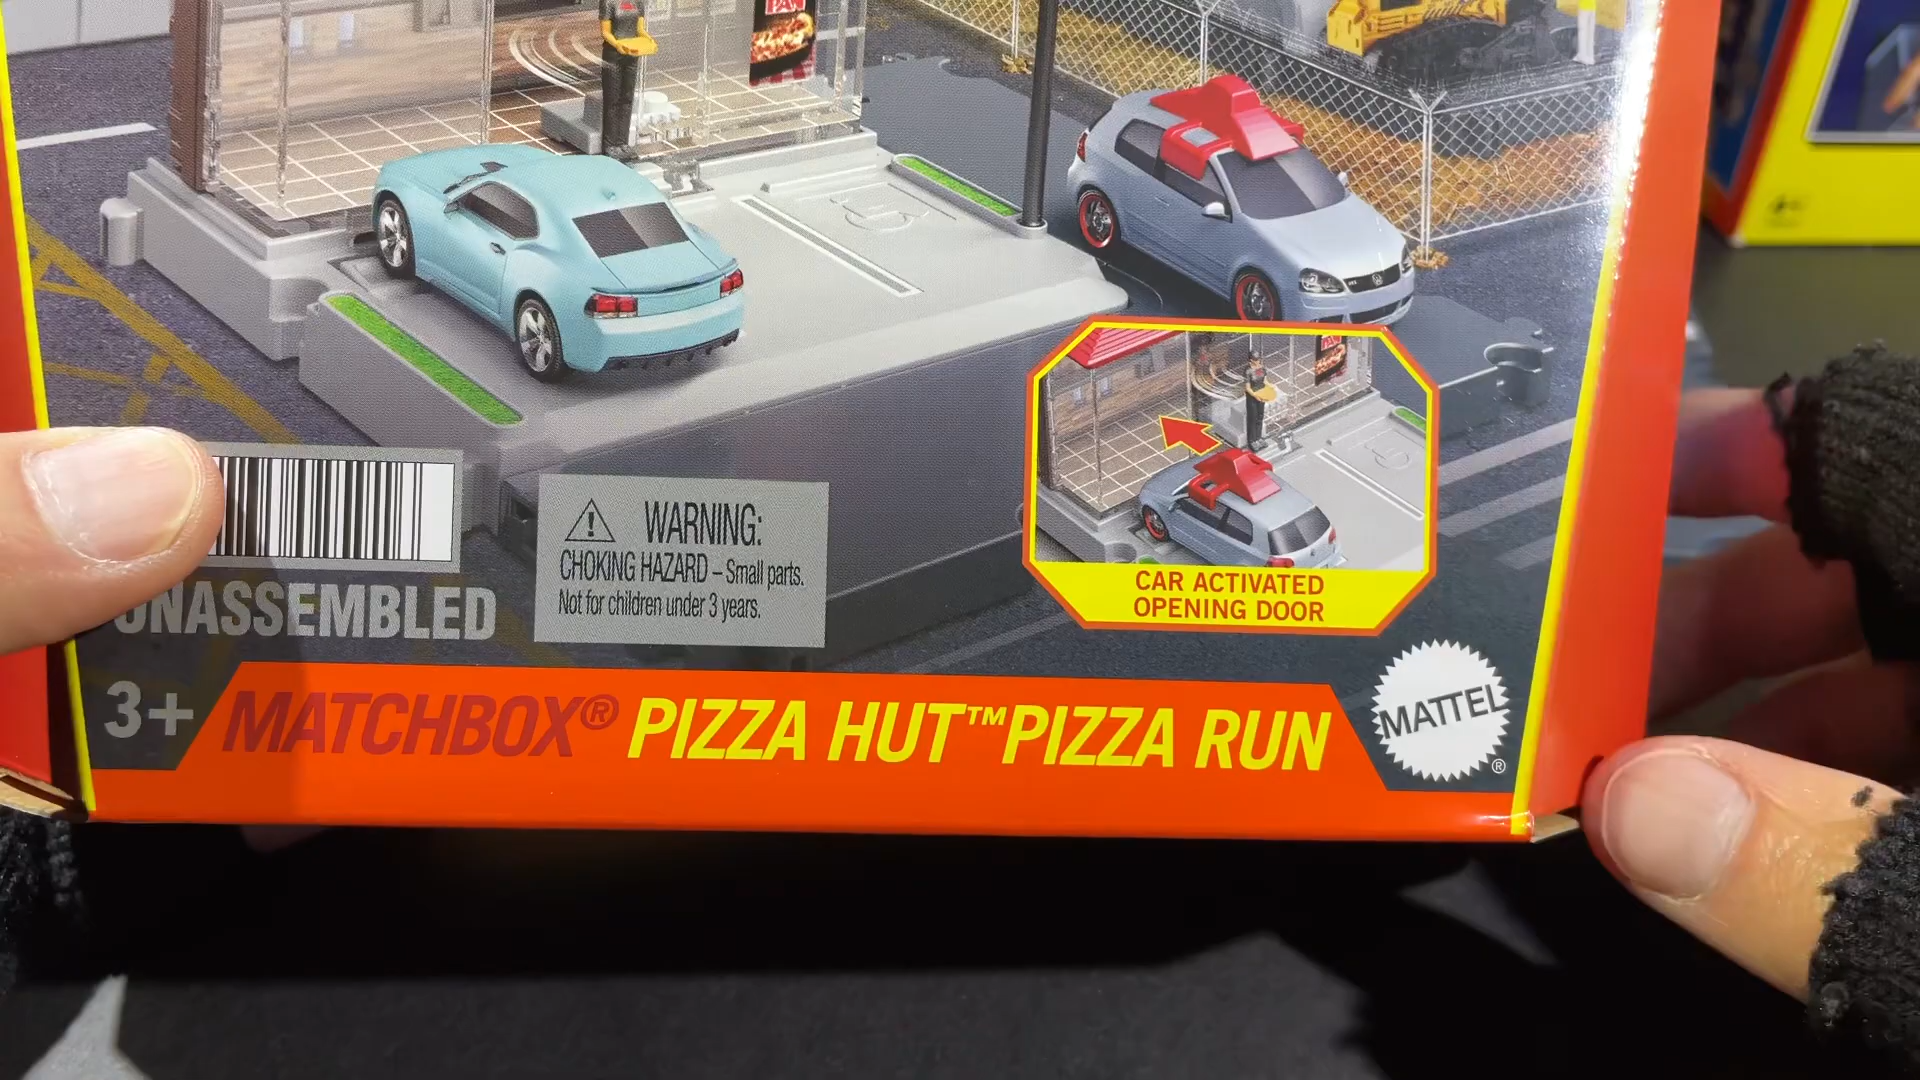 PAN
WARNING:
CHOKING HAZARD – Small parts.
Not for children under 3 years.
UNASSEMBLED
CAR ACTIVATED
OPENING DOOR
3+
MATCHBOX® PIZZA HUT™ PIZZA RUN
MATTEL
®